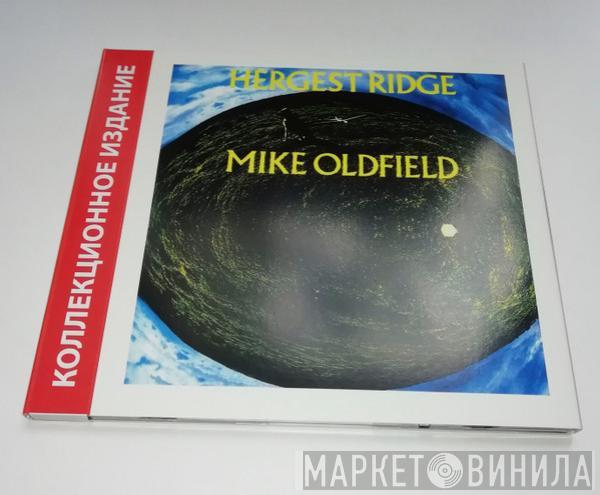 КОЛЛЕКЦИОННОЕ ИЗДАНИЕ
HERGEST RIDGE
MIKE OLDFIELD
МАРКЕТ ВИНИЛА